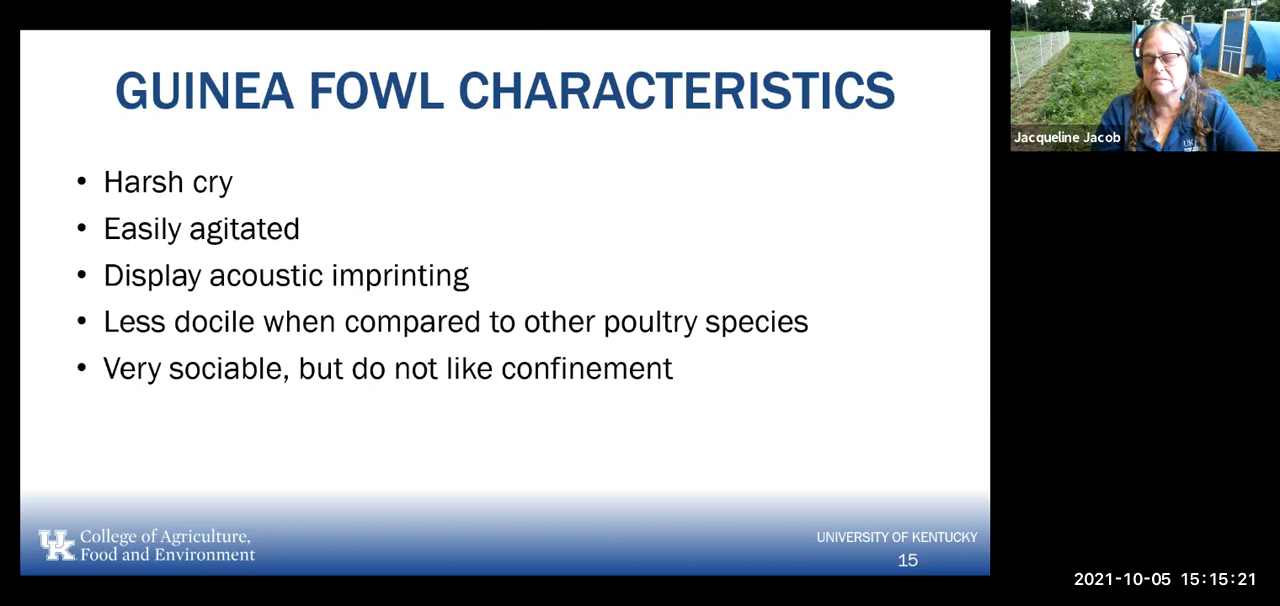 GUINEA FOWL CHARACTERISTICS
• Harsh cry
• Easily agitated
• Display acoustic imprinting
• Less docile when compared to other poultry species
• Very sociable, but do not like confinement
UK College of Agriculture,
Food and Environment
UNIVERSITY OF KENTUCKY
15
Jacqueline Jacob
UK
2021-10-05 15:15:21